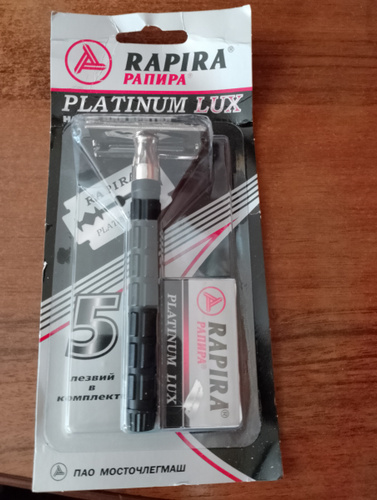 RAPIRA®
РАПИРА®
PLATINUM LUX
RAPIRA
5
лезвий
в
комплекте
RAPIRA®
РАПИРА®
PLATINUM LUX
ПАО МОСТОЧЛЕГМАШ